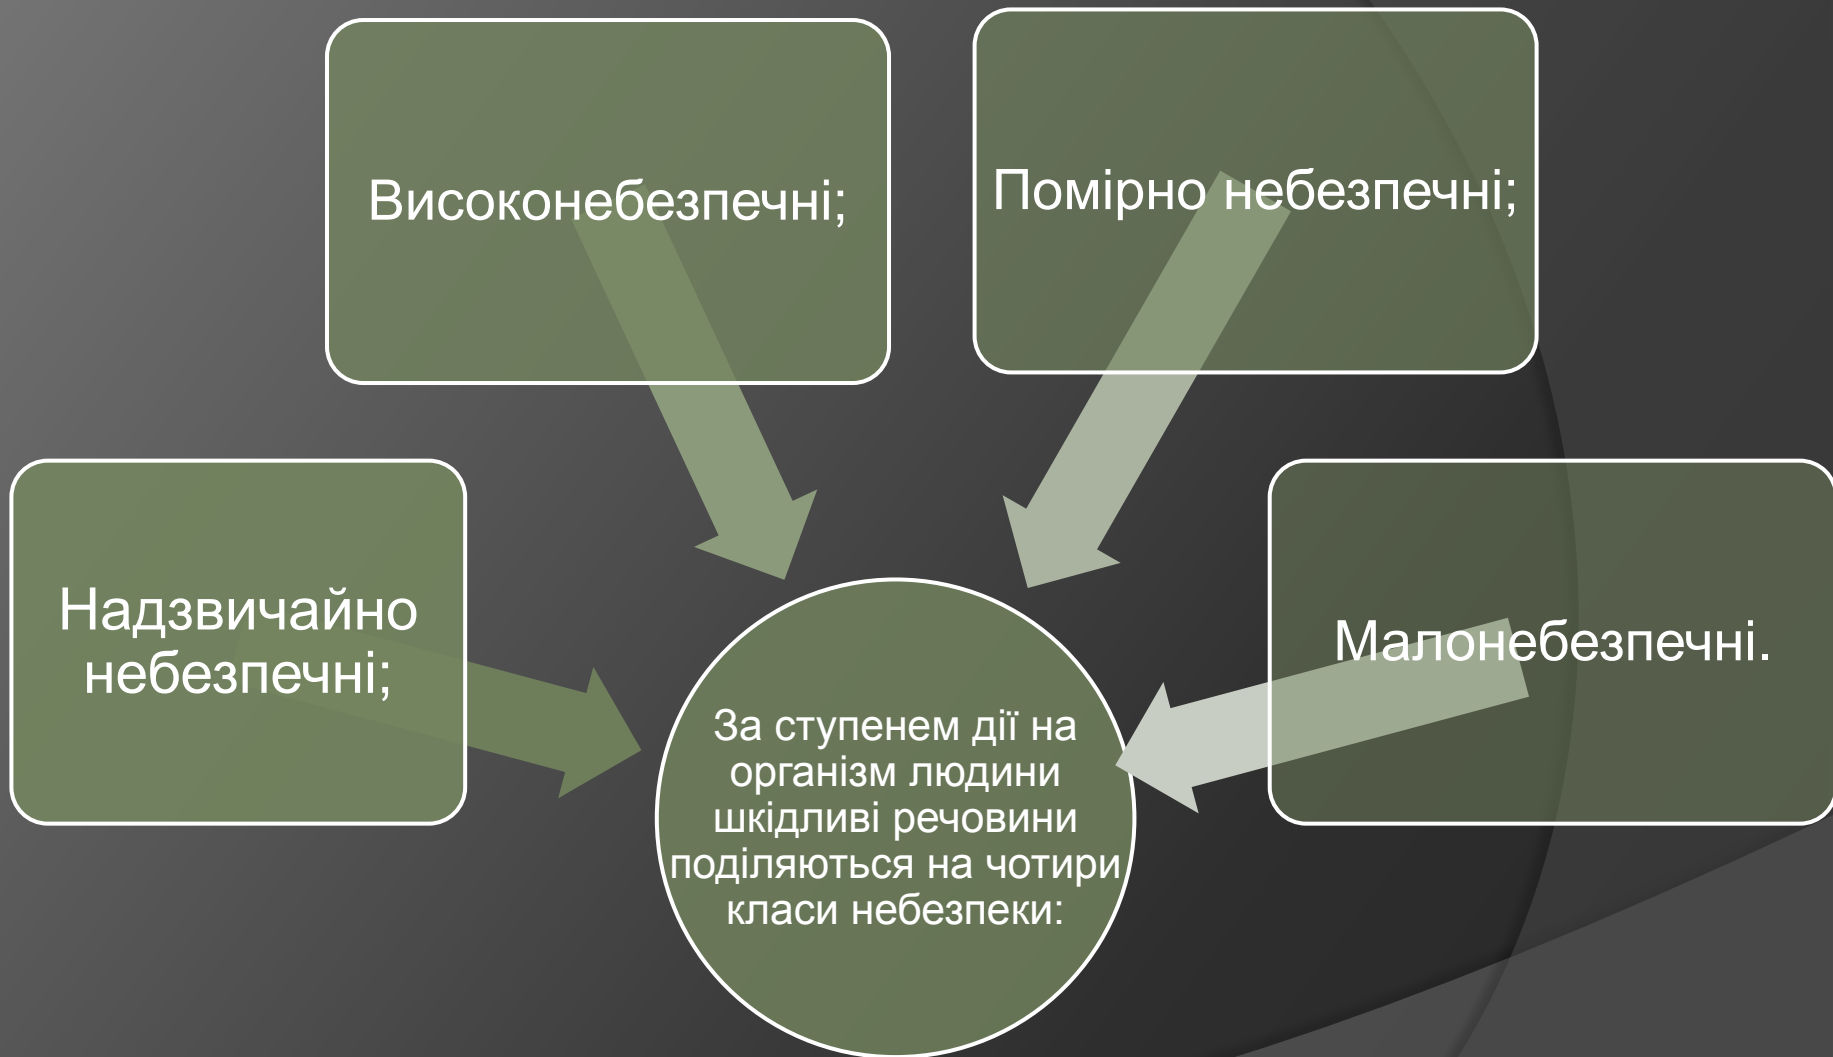 Високонебезпечні;
Помірно небезпечні;
Надзвичайно
небезпечні;
Малонебезпечні.
За ступенем дії на
організм людини
шкідливі речовини
поділяються на чотири
класи небезпеки: